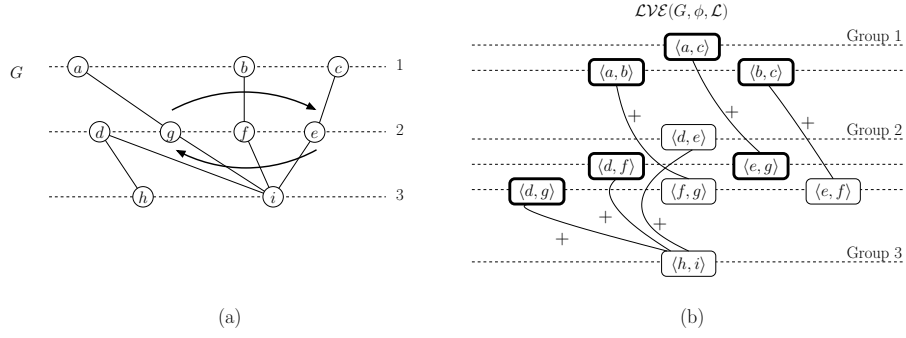 G
a b c 1
d g f e 2
h i 3
(a)
𝓛𝓥𝓔(G, ϕ, 𝓛)
Group 1
⟨a, c⟩
⟨a, b⟩ ⟨b, c⟩
+ + +
Group 2
⟨d, e⟩
⟨d, f⟩ ⟨e, g⟩
⟨d, g⟩ ⟨f, g⟩ ⟨e, f⟩
+ + +
Group 3
⟨h, i⟩
(b)